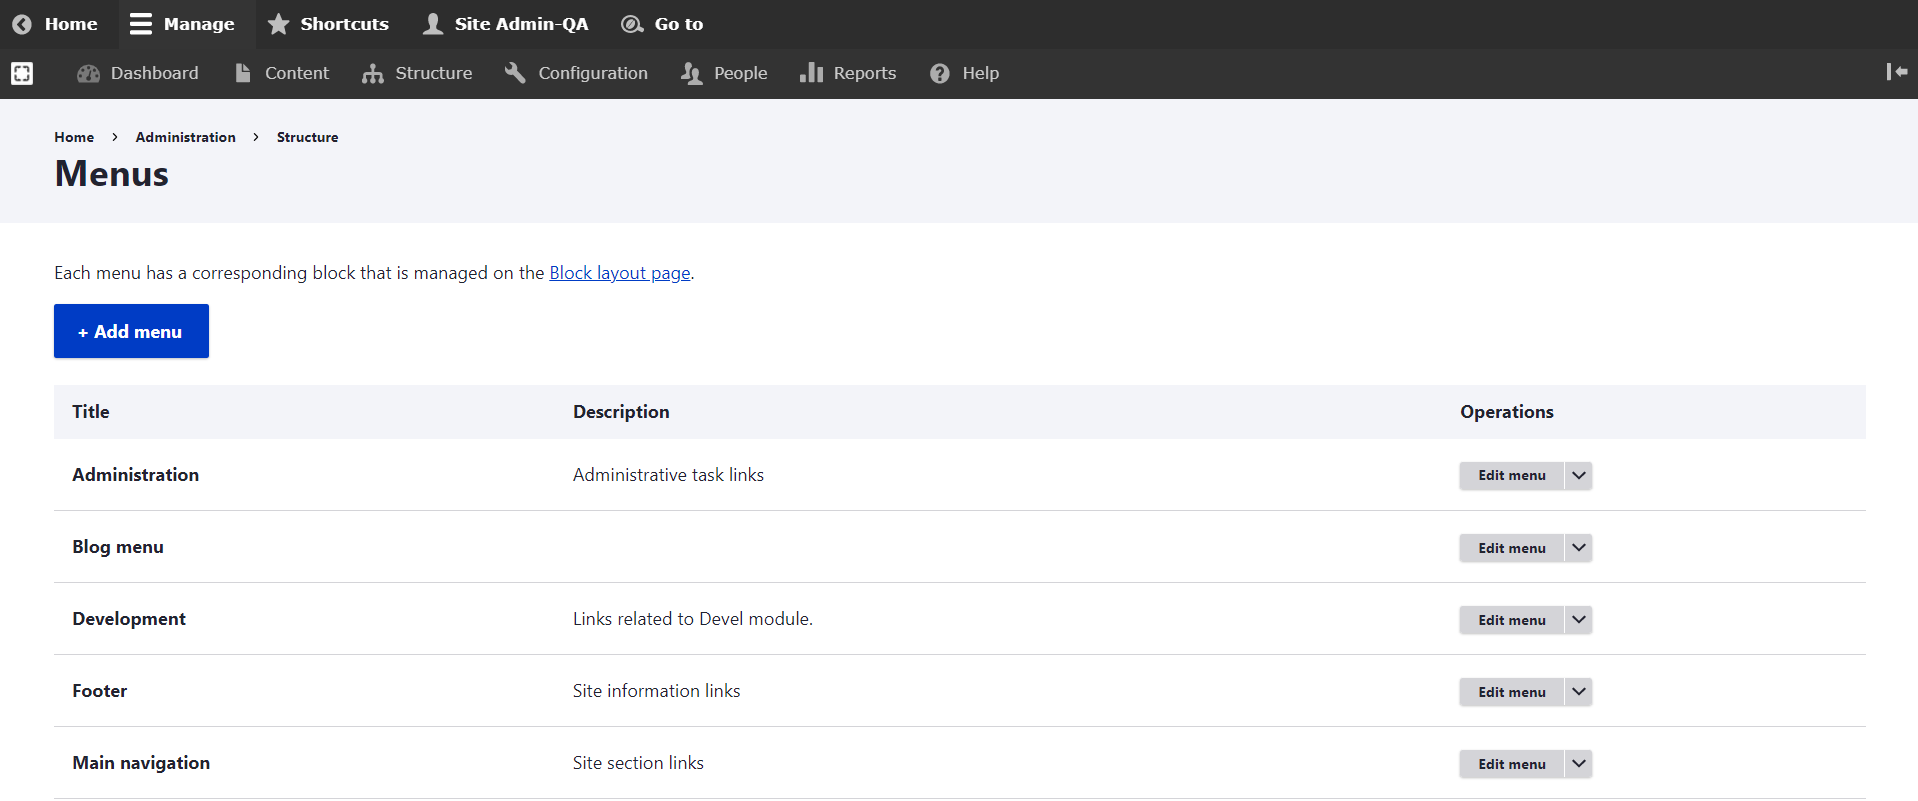 Home Manage Shortcuts Site Admin-QA Go to
Dashboard Content Structure Configuration People Reports Help
Home > Administration > Structure
Menus
Each menu has a corresponding block that is managed on the Block layout page.
+ Add menu
Title Description Operations
Administration Administrative task links Edit menu
Blog menu Edit menu
Development Links related to Devel module. Edit menu
Footer Site information links Edit menu
Main navigation Site section links Edit menu